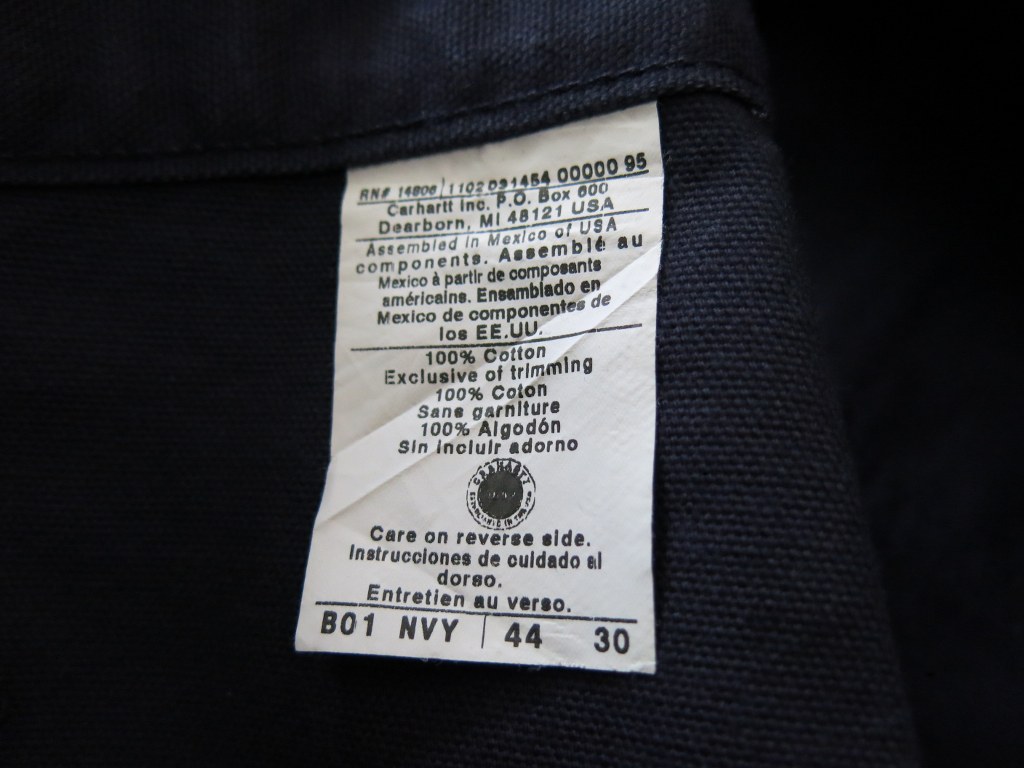 RN# 14806 | 1102 091454 00000 95
Carhartt Inc. P.O. Box 600
Dearborn, MI 48121 USA
Assembled in Mexico of USA
components. Assemblé au
Mexico à partir de composants
américains. Ensamblado en
Mexico de componentes de
los EE.UU.
100% Cotton
Exclusive of trimming
100% Coton
Sans garniture
100% Algodón
Sin incluir adorno
Care on reverse side.
Instrucciones de cuidado al
dorso.
Entretien au verso.
B01 NVY | 44 30